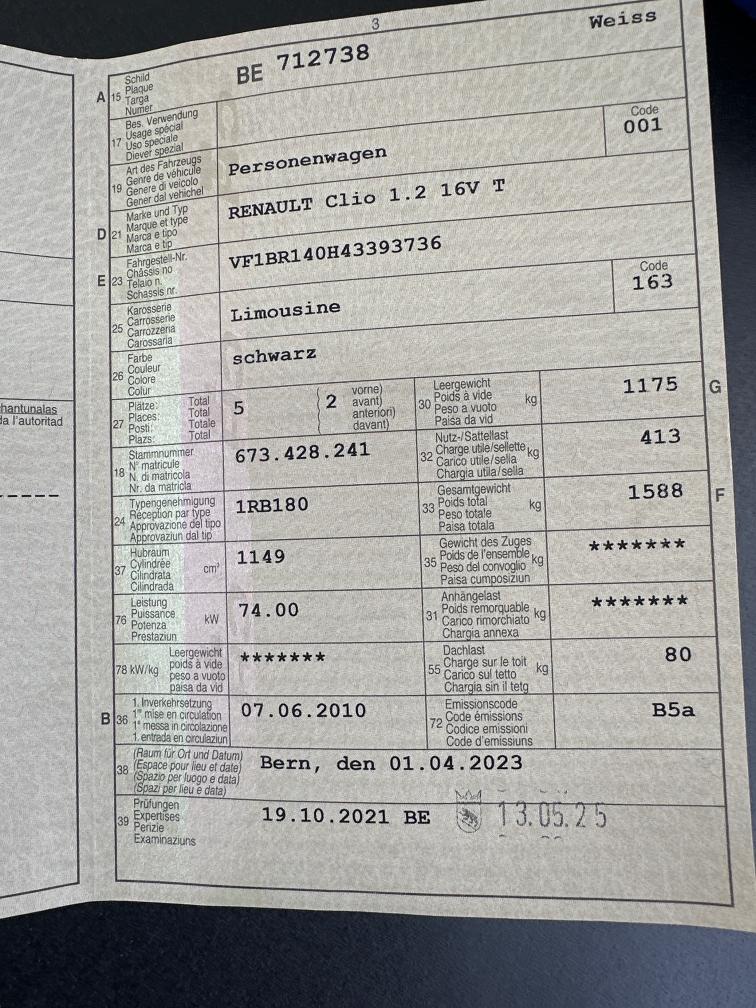 3
Weiss
A 15 Schild
Plaque
Targa
Numer
BE 712738
17 Bes. Verwendung
Usage spécial
Uso speciale
Diever spezial
19 Art des Fahrzeugs
Genre de véhicule
Genere di veicolo
Gener dal vehichel
Personenwagen
Code
001
D 21 Marke und Typ
Marque et type
Marca e tipo
Marca e tip
RENAULT Clio 1.2 16V T
E 23 Fahrgestell-Nr.
Châssis no
Telaio n.
Schassis nr.
VF1BR140H43393736
25 Karosserie
Carrosserie
Carrozzeria
Carossaria
Limousine
Code
163
26 Farbe
Couleur
Colore
Colur
schwarz
27 Plätze: Total
Places: Total
Posti: Totale
Plazs: Total
5
2 vorne)
avant)
anteriori)
davant)
30 Leergewicht
Poids à vide
Peso a vuoto
Paisa da vid
kg
1175
G
18 Stammnummer
N° matricule
N. di matricola
Nr. da matricla
673.428.241
32 Nutz-/Sattellast
Charge utile/sellette
Carico utile/sella
Chargia utila/sella
kg
413
24 Typengenehmigung
Réception par type
Approvazione del tipo
Approvaziun dal tip
1RB180
33 Gesamtgewicht
Poids total
Peso totale
Paisa totala
kg
1588
F
37 Hubraum
Cylindrée
Cilindrata
Cilindrada
cm³
1149
35 Gewicht des Zuges
Poids de l'ensemble
Peso del convoglio
Paisa cumposiziun
kg
*******
76 Leistung
Puissance
Potenza
Prestaziun
kW
74.00
31 Anhängelast
Poids remorquable
Carico rimorchiato
Chargia annexa
kg
*******
78 kW/kg Leergewicht
poids à vide
peso a vuoto
paisa da vid
*******
55 Dachlast
Charge sur le toit
Carico sul tetto
Chargia sin il tetg
kg
80
B 36 1. Inverkehrsetzung
1re mise en circulation
1a messa in circolazione
1. entrada en circulaziun
07.06.2010
72 Emissionscode
Code émissions
Codice emissioni
Code d'emissiuns
B5a
38 (Raum für Ort und Datum)
(Espace pour lieu et date)
(Spazio per luogo e data)
(Spazi per lieu e data)
Bern, den 01.04.2023
39 Prüfungen
Expertises
Perizie
Examinaziuns
19.10.2021 BE
13.05.25
hantunalas
la l'autoritad